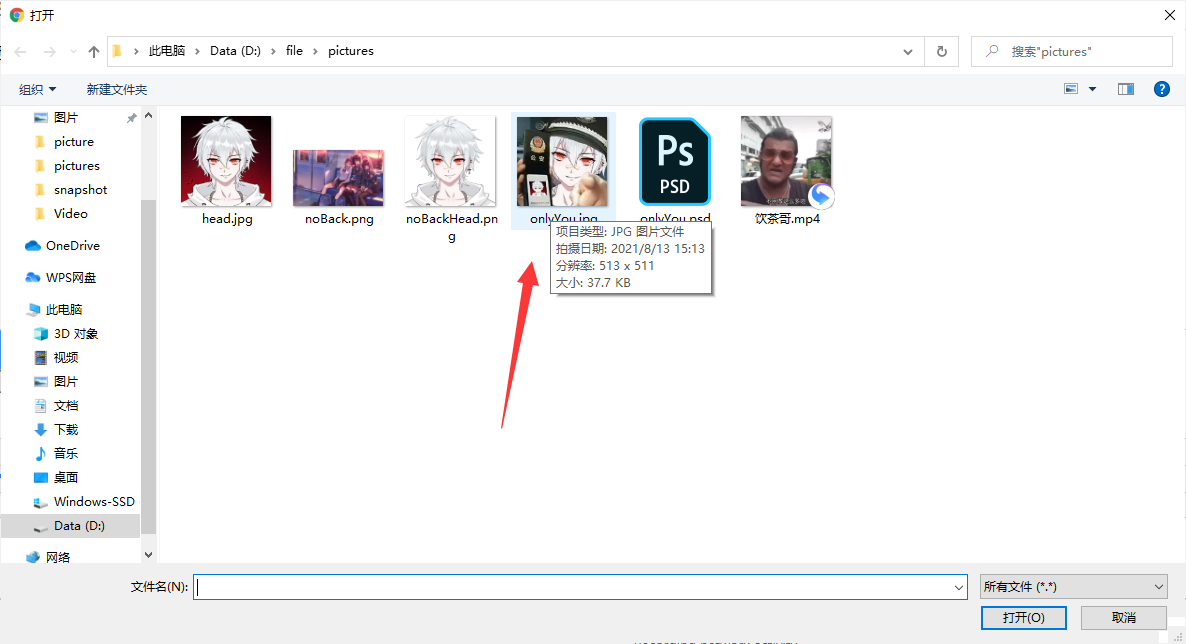 打开
此电脑 › Data (D:) › file › pictures
搜索"pictures"
组织
新建文件夹
图片
picture
pictures
snapshot
Video
OneDrive
WPS网盘
此电脑
3D 对象
视频
图片
文档
下载
音乐
桌面
Windows-SSD
Data (D:)
网络
head.jpg
noBack.png
noBackHead.pn
g
公安
onlyYou.jpg
Ps
PSD
onlyYou.psd
饮茶哥.mp4
项目类型: JPG 图片文件
拍摄日期: 2021/8/13 15:13
分辨率: 513 x 511
大小: 37.7 KB
文件名(N):
所有文件 (*.*)
打开(O)
取消